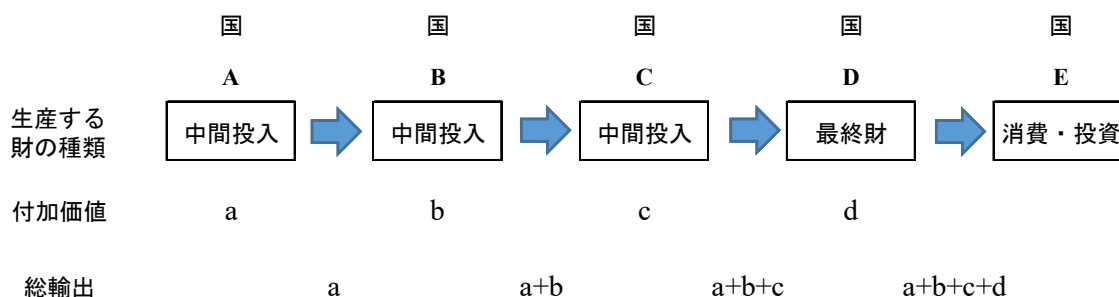 国 国 国 国 国
A B C D E
生産する
財の種類
中間投入 中間投入 中間投入 最終財 消費・投資
付加価値 a b c d
総輸出 a a+b a+b+c a+b+c+d